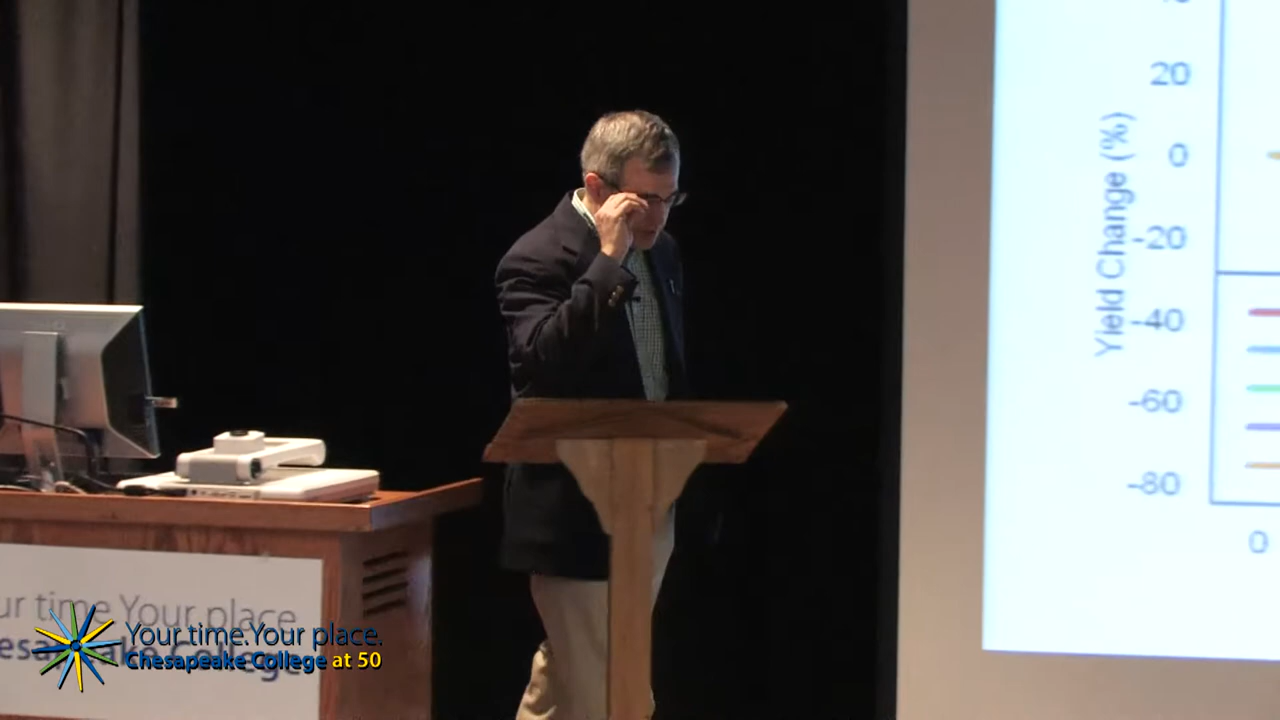 20
0
-20
-40
-60
-80
Yield Change (%)
0
ur time.Your place.
Your time.Your place.
Chesapeake College at 50